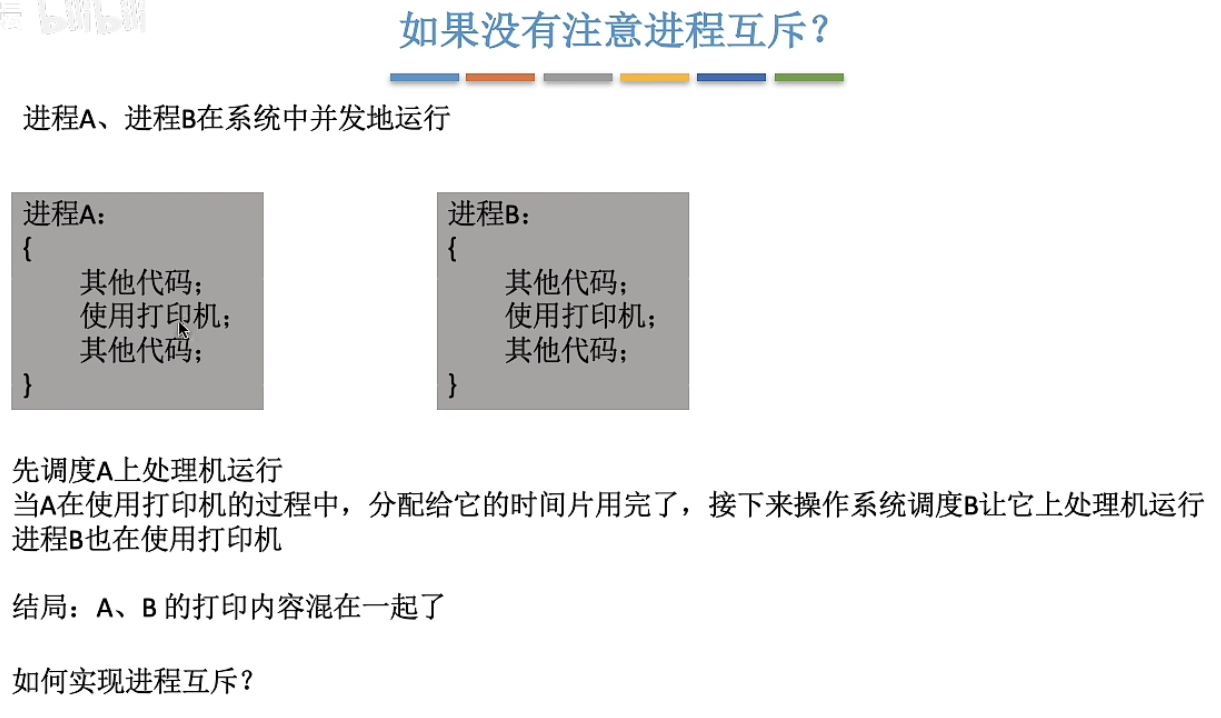 如果没有注意进程互斥？
进程A、进程B在系统中并发地运行
进程A：
{
其他代码；
使用打印机；
其他代码；
}
进程B：
{
其他代码；
使用打印机；
其他代码；
}
先调度A上处理机运行
当A在使用打印机的过程中，分配给它的时间片用完了，接下来操作系统调度B让它上处理机运行
进程B也在使用打印机
结局：A、B 的打印内容混在一起了
如何实现进程互斥？